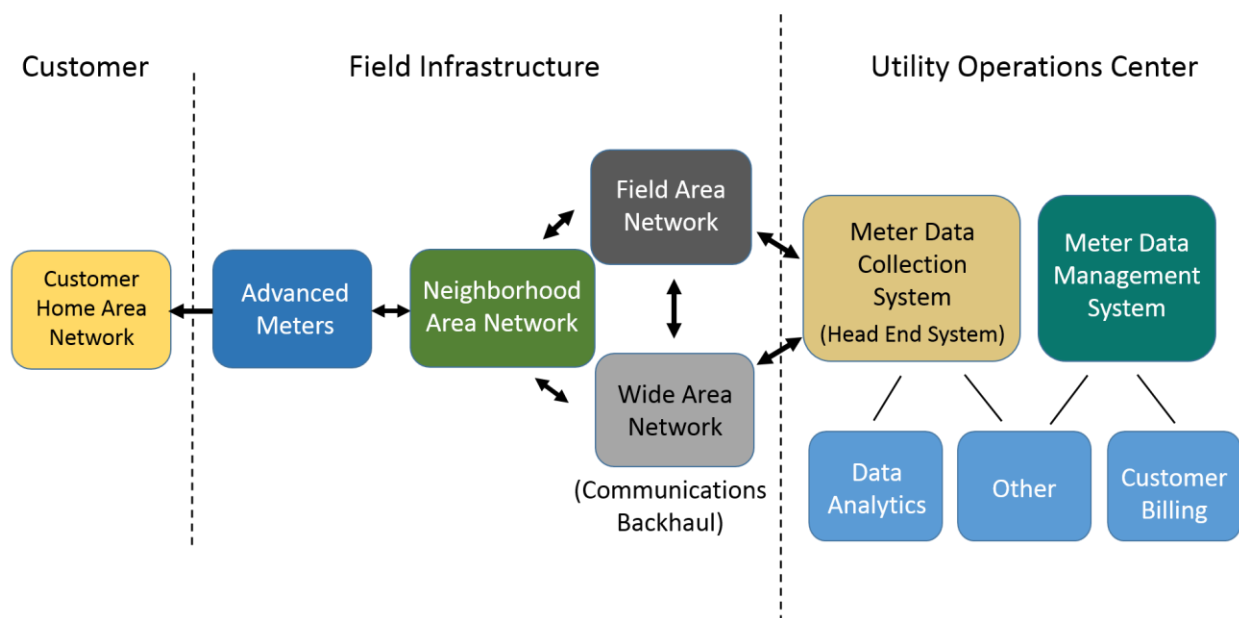 Customer
Field Infrastructure
Utility Operations Center
Customer
Home Area
Network
Advanced
Meters
Neighborhood
Area Network
Field Area
Network
Wide Area
Network
(Communications
Backhaul)
Meter Data
Collection
System
(Head End System)
Meter Data
Management
System
Data
Analytics
Other
Customer
Billing